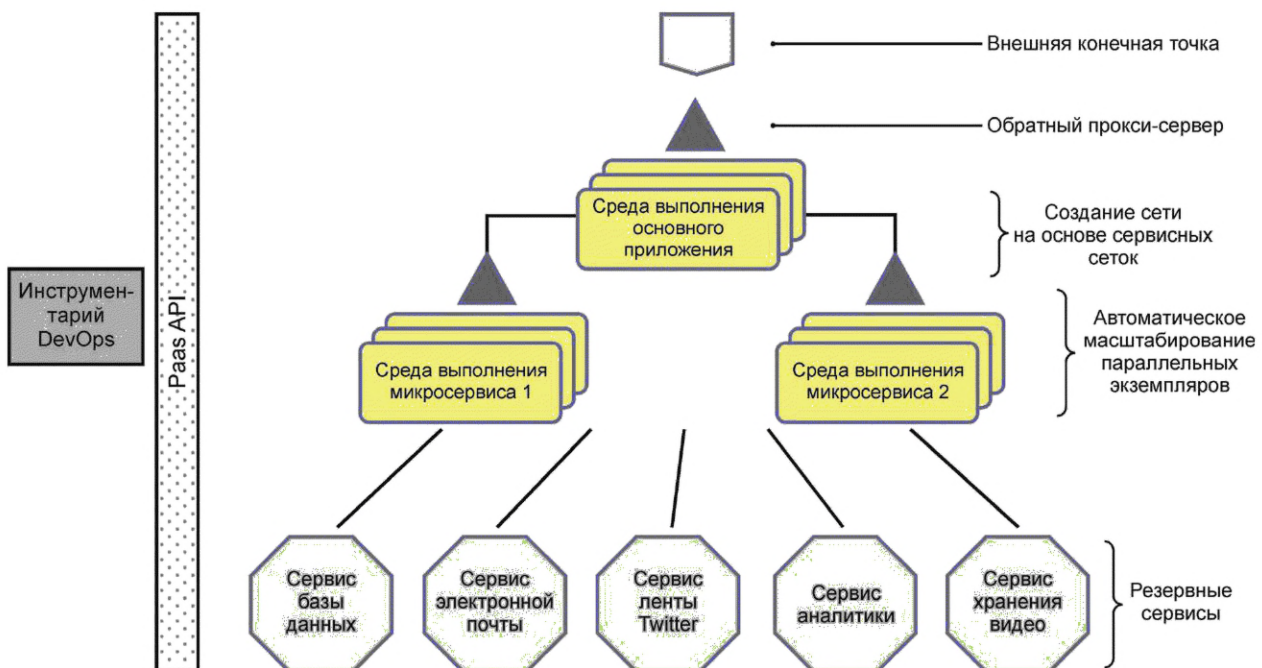 Внешняя конечная точка
Обратный прокси-сервер
Среда выполнения
основного
приложения
Создание сети
на основе сервисных
сеток
Инструмен-
тарий
DevOps
Paas API
Среда выполнения
микросервиса 1
Среда выполнения
микросервиса 2
Автоматическое
масштабирование
параллельных
экземпляров
Сервис
базы
данных
Сервис
электронной
почты
Сервис
ленты
Twitter
Сервис
аналитики
Сервис
хранения
видео
Резервные
сервисы